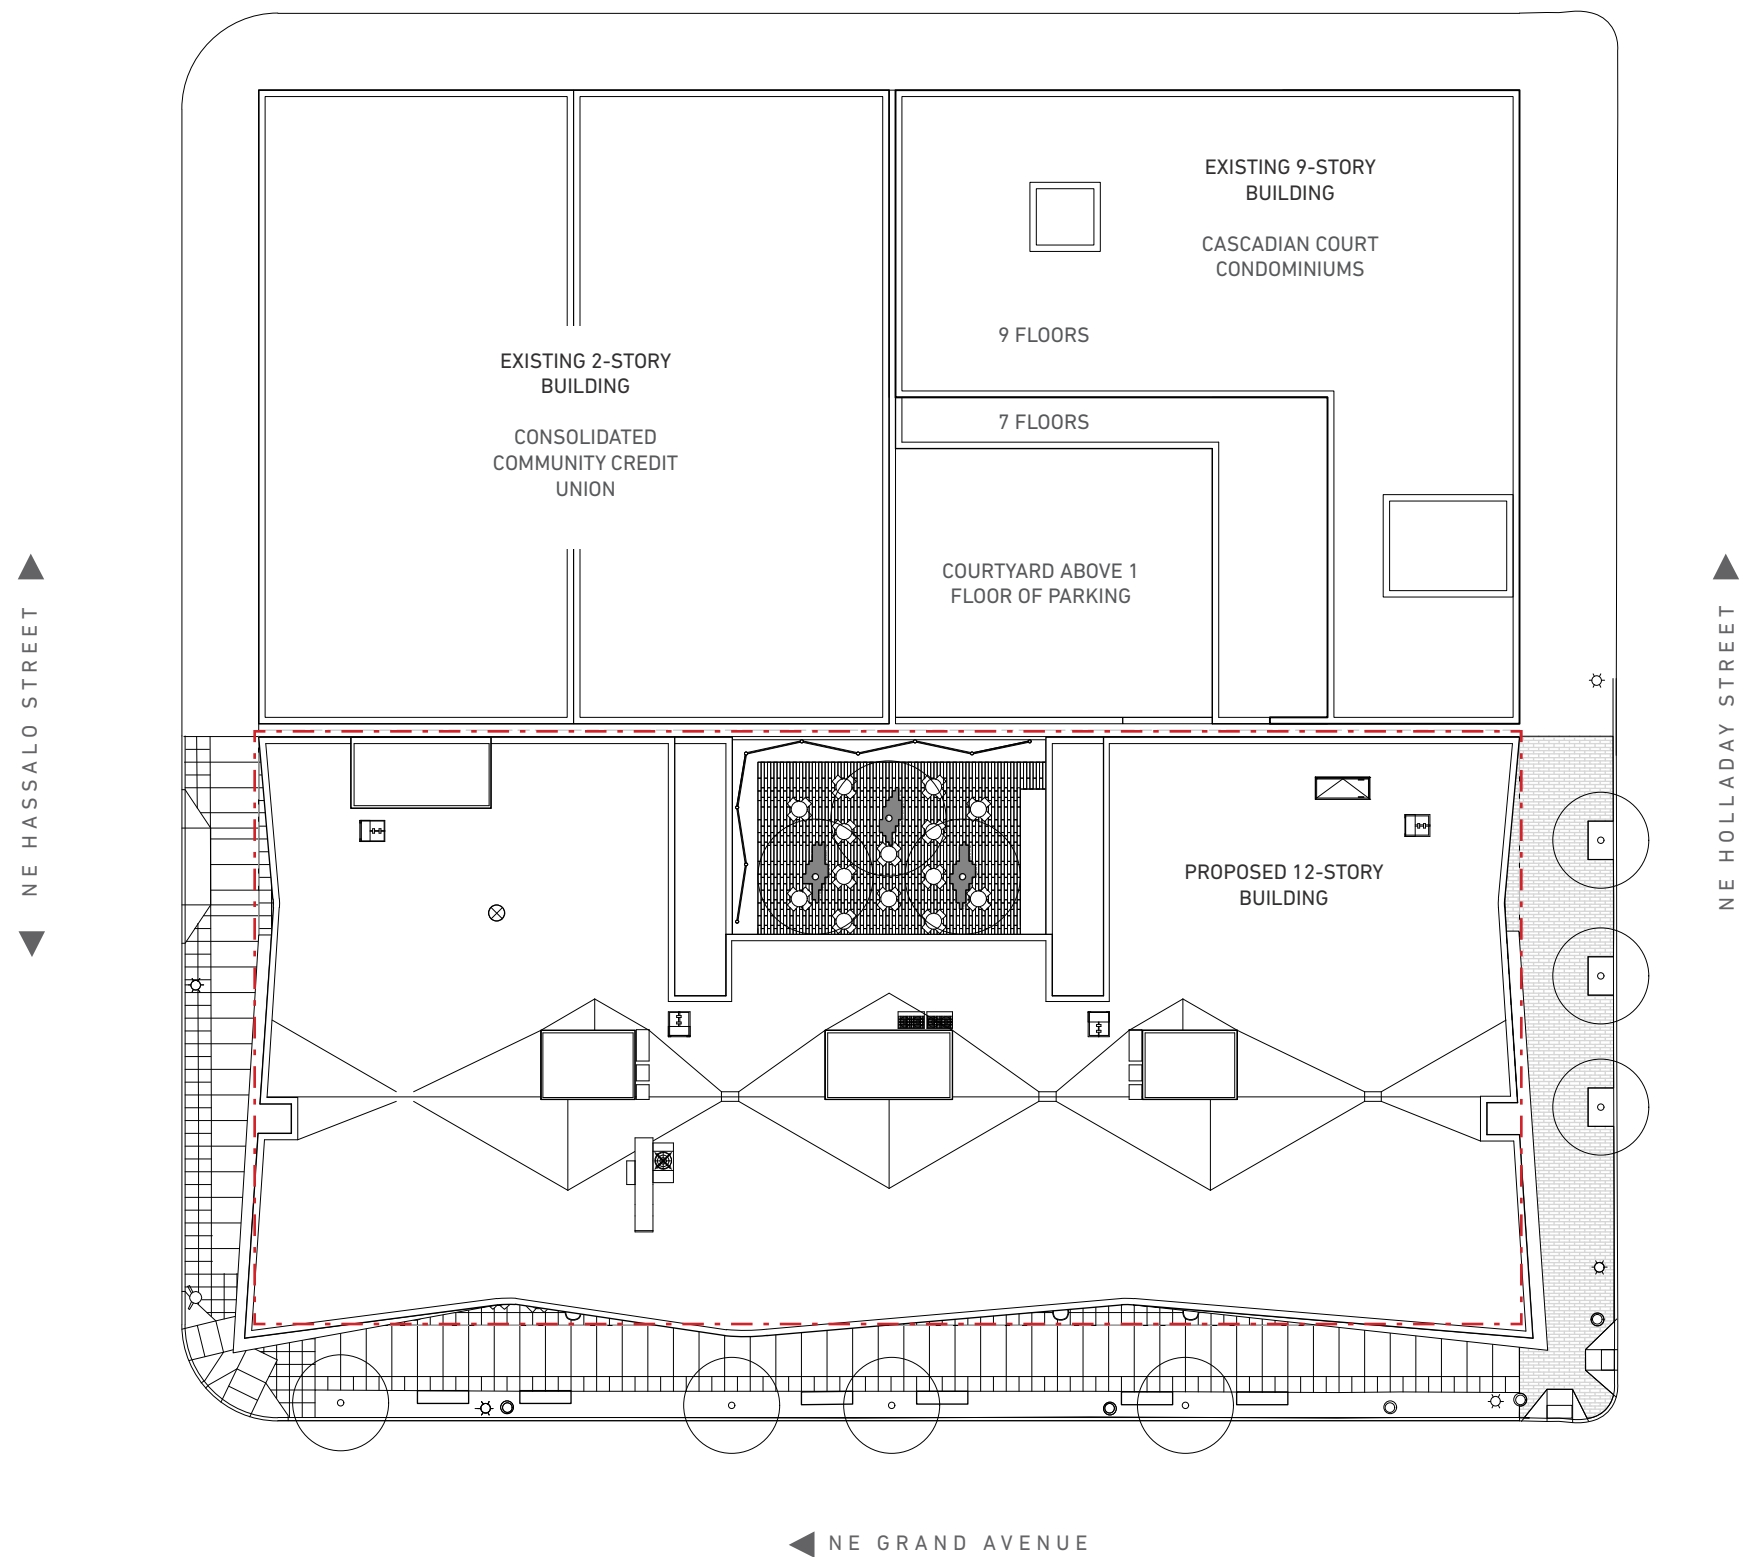 EXISTING 9-STORY
BUILDING
CASCADIAN COURT
CONDOMINIUMS
9 FLOORS
7 FLOORS
EXISTING 2-STORY
BUILDING
CONSOLIDATED
COMMUNITY CREDIT
UNION
COURTYARD ABOVE 1
FLOOR OF PARKING
NE HASSALO STREET
NE HOLLADAY STREET
PROPOSED 12-STORY
BUILDING
NE GRAND AVENUE